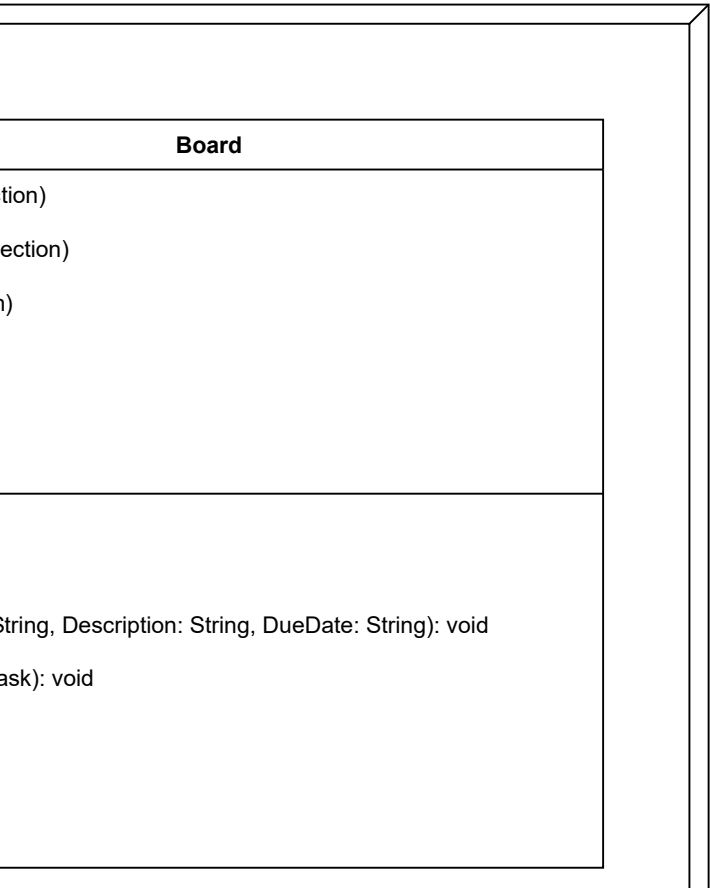 Board
tion)
ection)
n)
String, Description: String, DueDate: String): void
ask): void